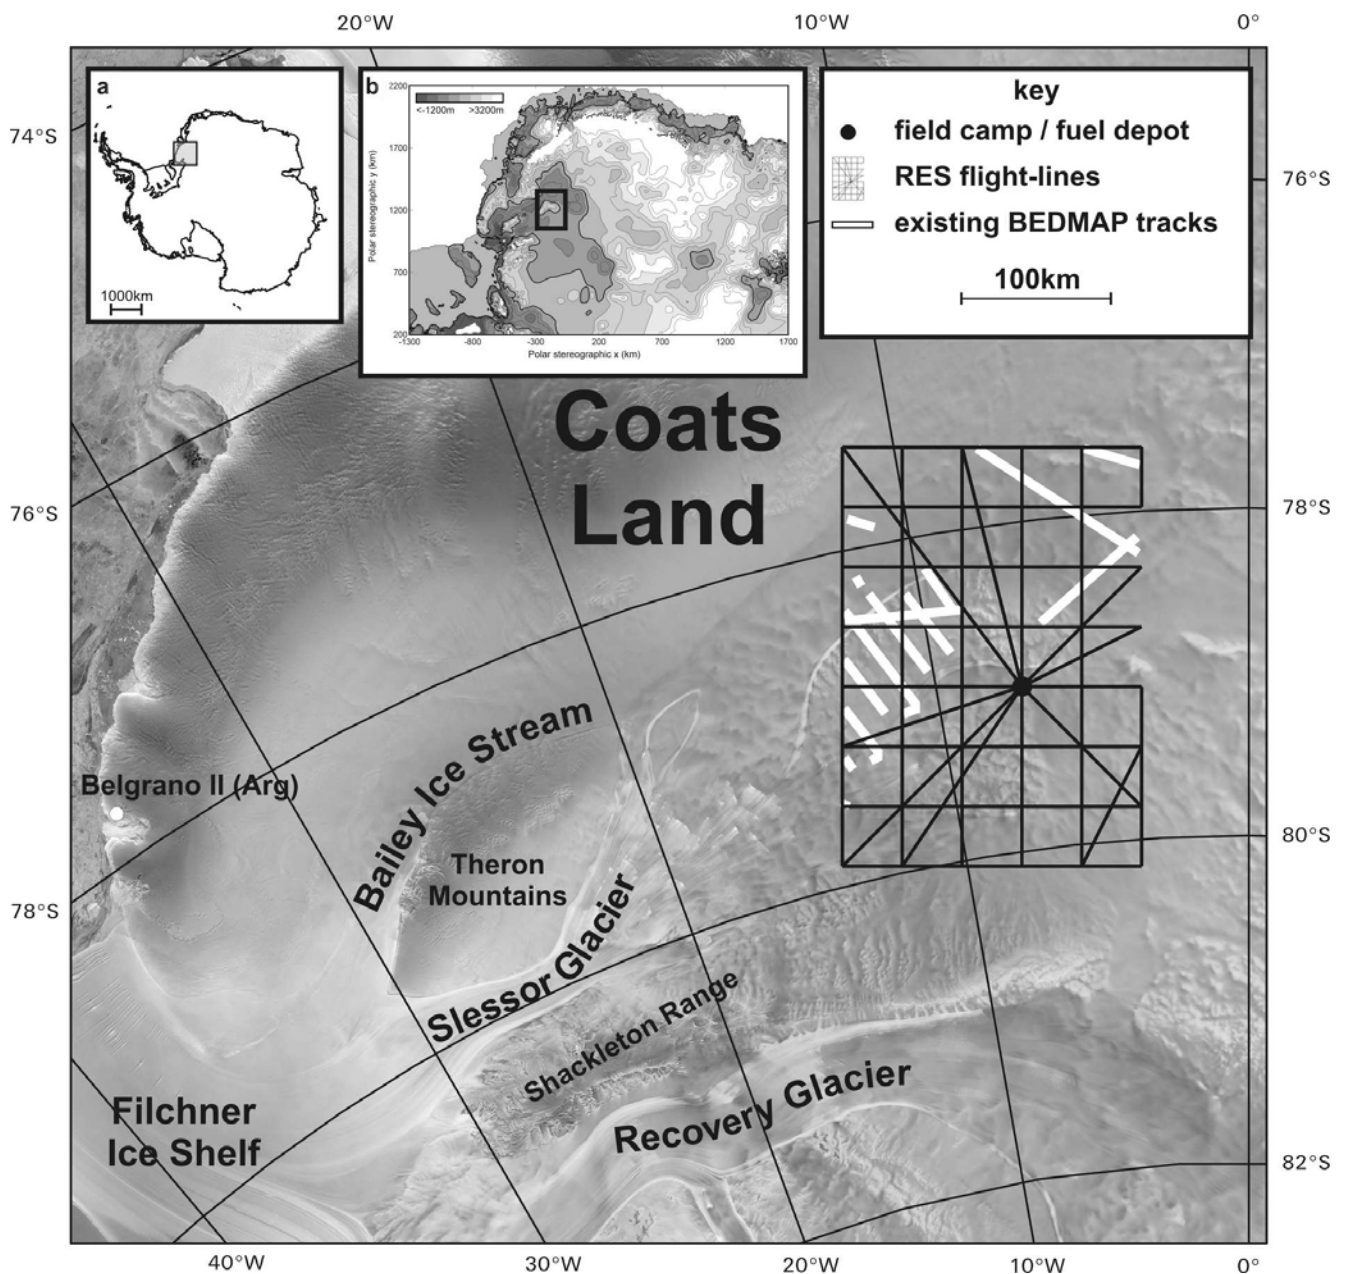 20°W
10°W
0°
74°S
76°S
78°S
76°S
78°S
80°S
82°S
40°W
30°W
20°W
10°W
0°
a
1000km
b
<-1200m
>3200m
2200
1700
1200
700
200
-1300
-800
-300
200
700
1200
1700
Polar stereographic y (km)
Polar stereographic x (km)
key
field camp / fuel depot
RES flight-lines
existing BEDMAP tracks
100km
Coats
Land
Bailey Ice Stream
Belgrano II (Arg)
Theron
Mountains
Slessor Glacier
Shackleton Range
Recovery Glacier
Filchner
Ice Shelf